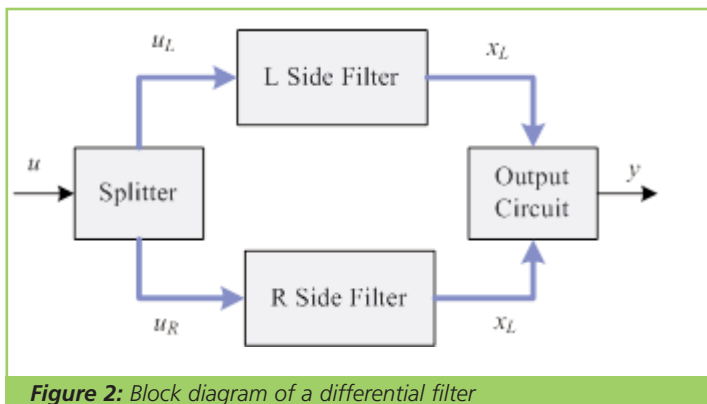 u_L
L Side Filter
x_L
u
Splitter
Output
Circuit
y
R Side Filter
u_R
x_L
Figure 2: Block diagram of a differential filter